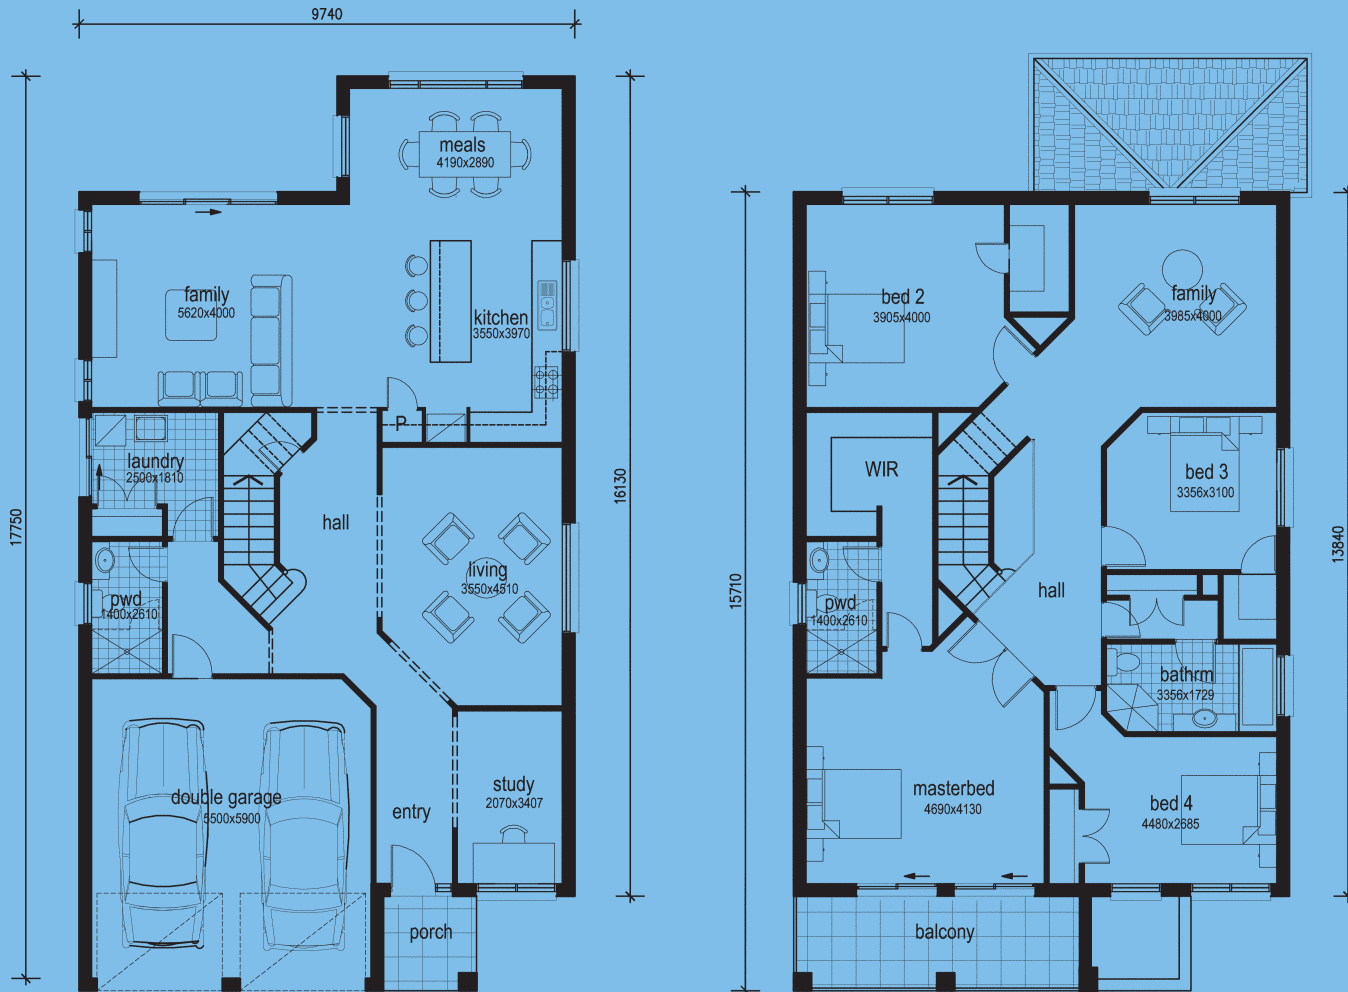 9740
meals
4190x2890
family
5620x4000
kitchen
3550x3970
P
laundry
2500x1810
hall
living
3550x4510
pwd
1400x2610
double garage
5500x5900
entry
study
2070x3407
porch
17750
16130
bed 2
3905x4000
family
3985x4000
WIR
bed 3
3356x3100
hall
pwd
1400x2610
bathrm
3356x1729
masterbed
4690x4130
bed 4
4480x2685
balcony
15710
13840